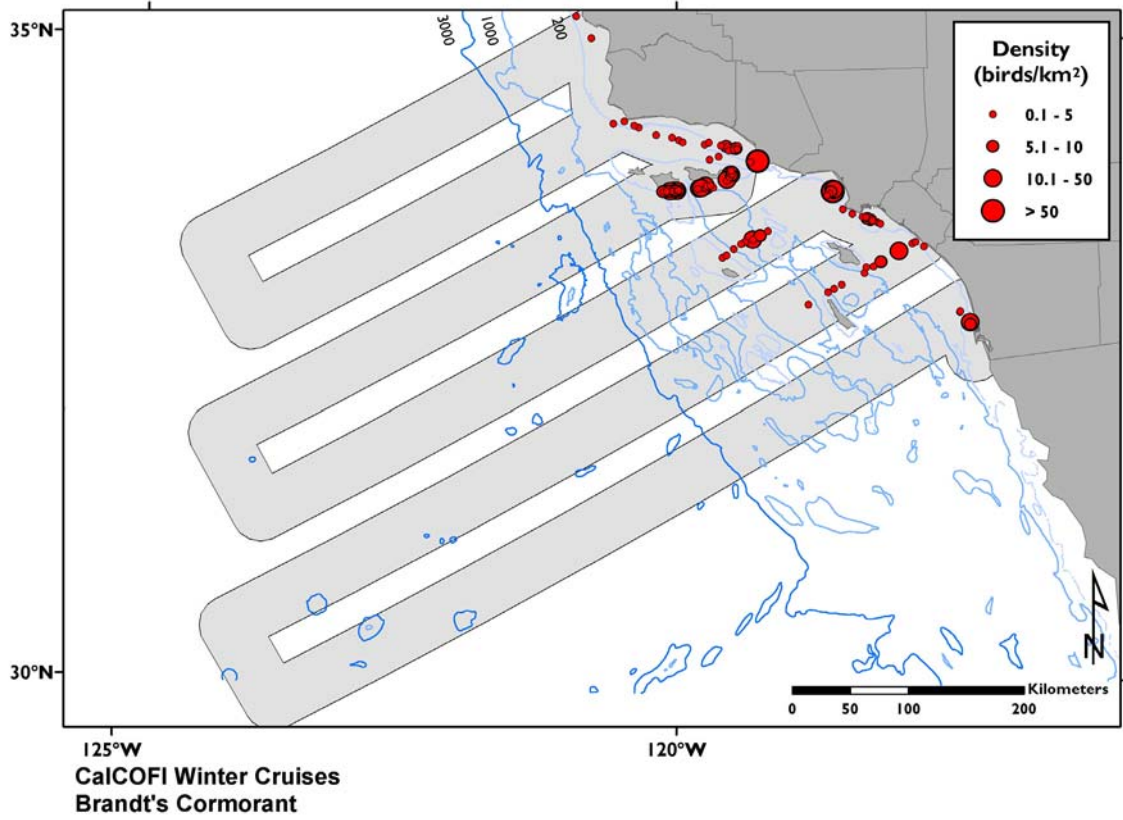 35°N
3000
1000
200
Density
(birds/km²)
0.1 - 5
5.1 - 10
10.1 - 50
> 50
30°N
N
Kilometers
0 50 100 200
125°W 120°W
CalCOFI Winter Cruises
Brandt's Cormorant